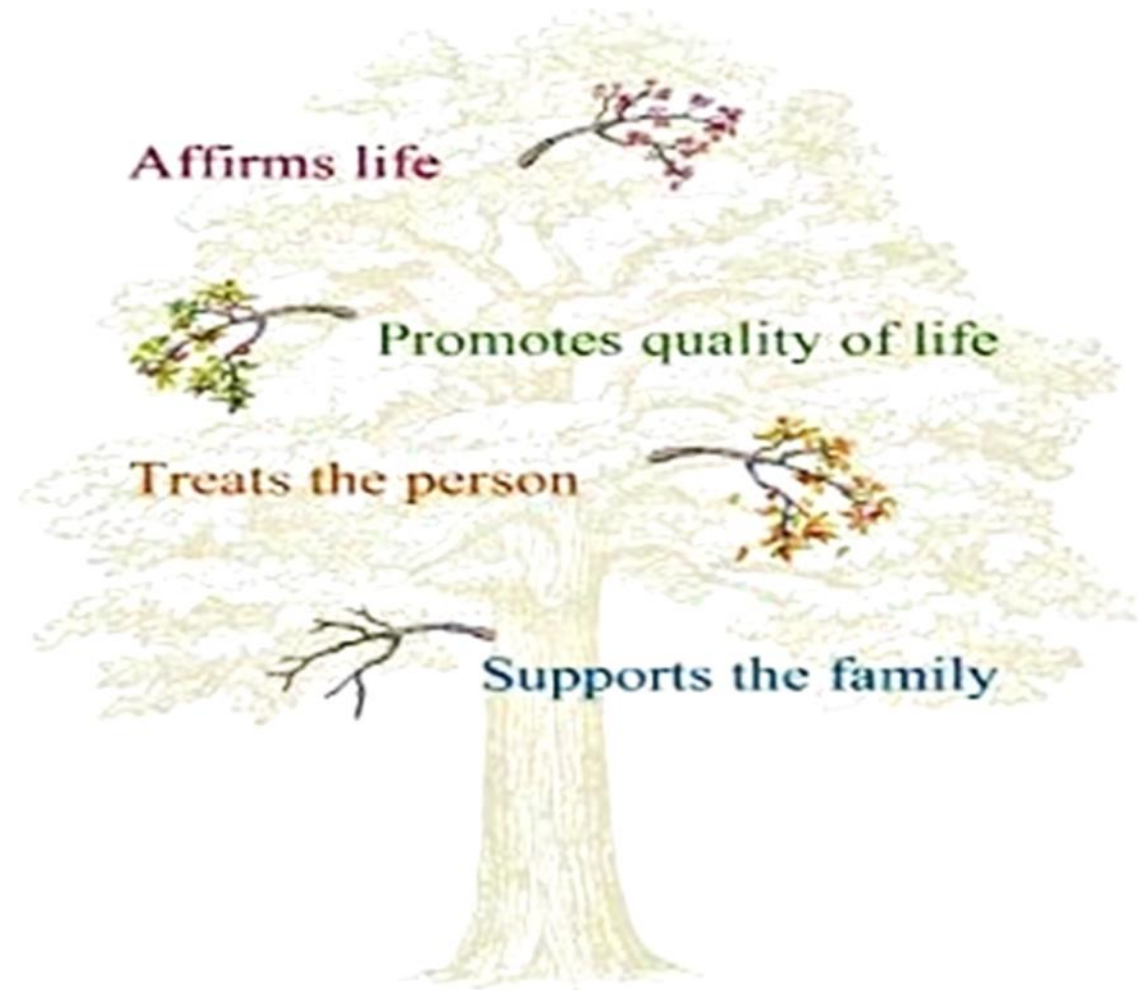 Affirms life
Promotes quality of life
Treats the person
Supports the family